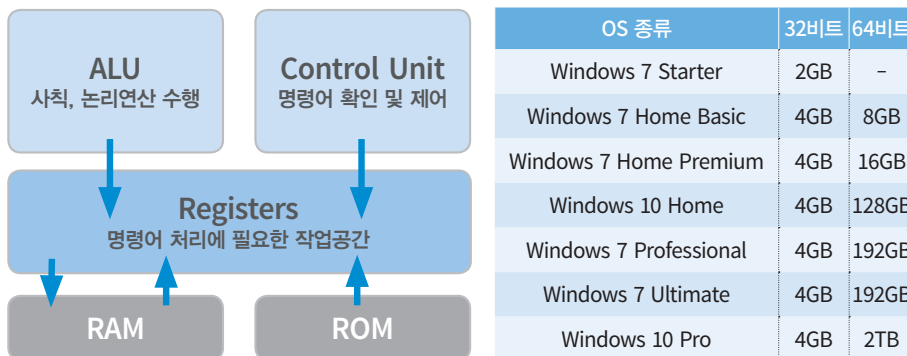 ALU
사칙, 논리연산 수행
Control Unit
명령어 확인 및 제어
Registers
명령어 처리에 필요한 작업공간
RAM
ROM
OS 종류 32비트 64비트
Windows 7 Starter 2GB –
Windows 7 Home Basic 4GB 8GB
Windows 7 Home Premium 4GB 16GB
Windows 10 Home 4GB 128GB
Windows 7 Professional 4GB 192GB
Windows 7 Ultimate 4GB 192GB
Windows 10 Pro 4GB 2TB